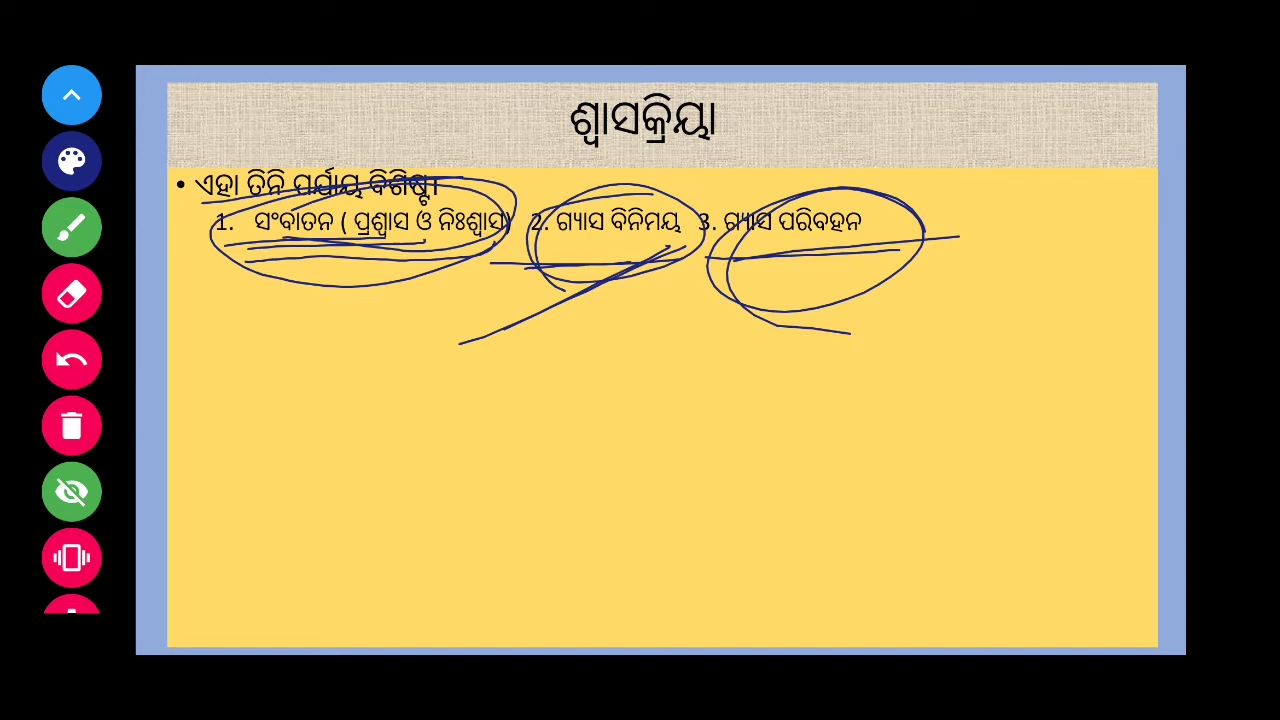 ଶ୍ୱାସକ୍ରିୟା
• ଏହା ତିନି ପର୍ଯାୟ ବିଶିଷ୍ଟ।
1. ସଂର୍ବାତନ ( ପ୍ରଶ୍ୱାସ ଓ ନିଃଶ୍ୱାସ) 2. ଗ୍ୟାସ ବିନିମୟ 3. ଗ୍ୟାସ ପରିବହନ